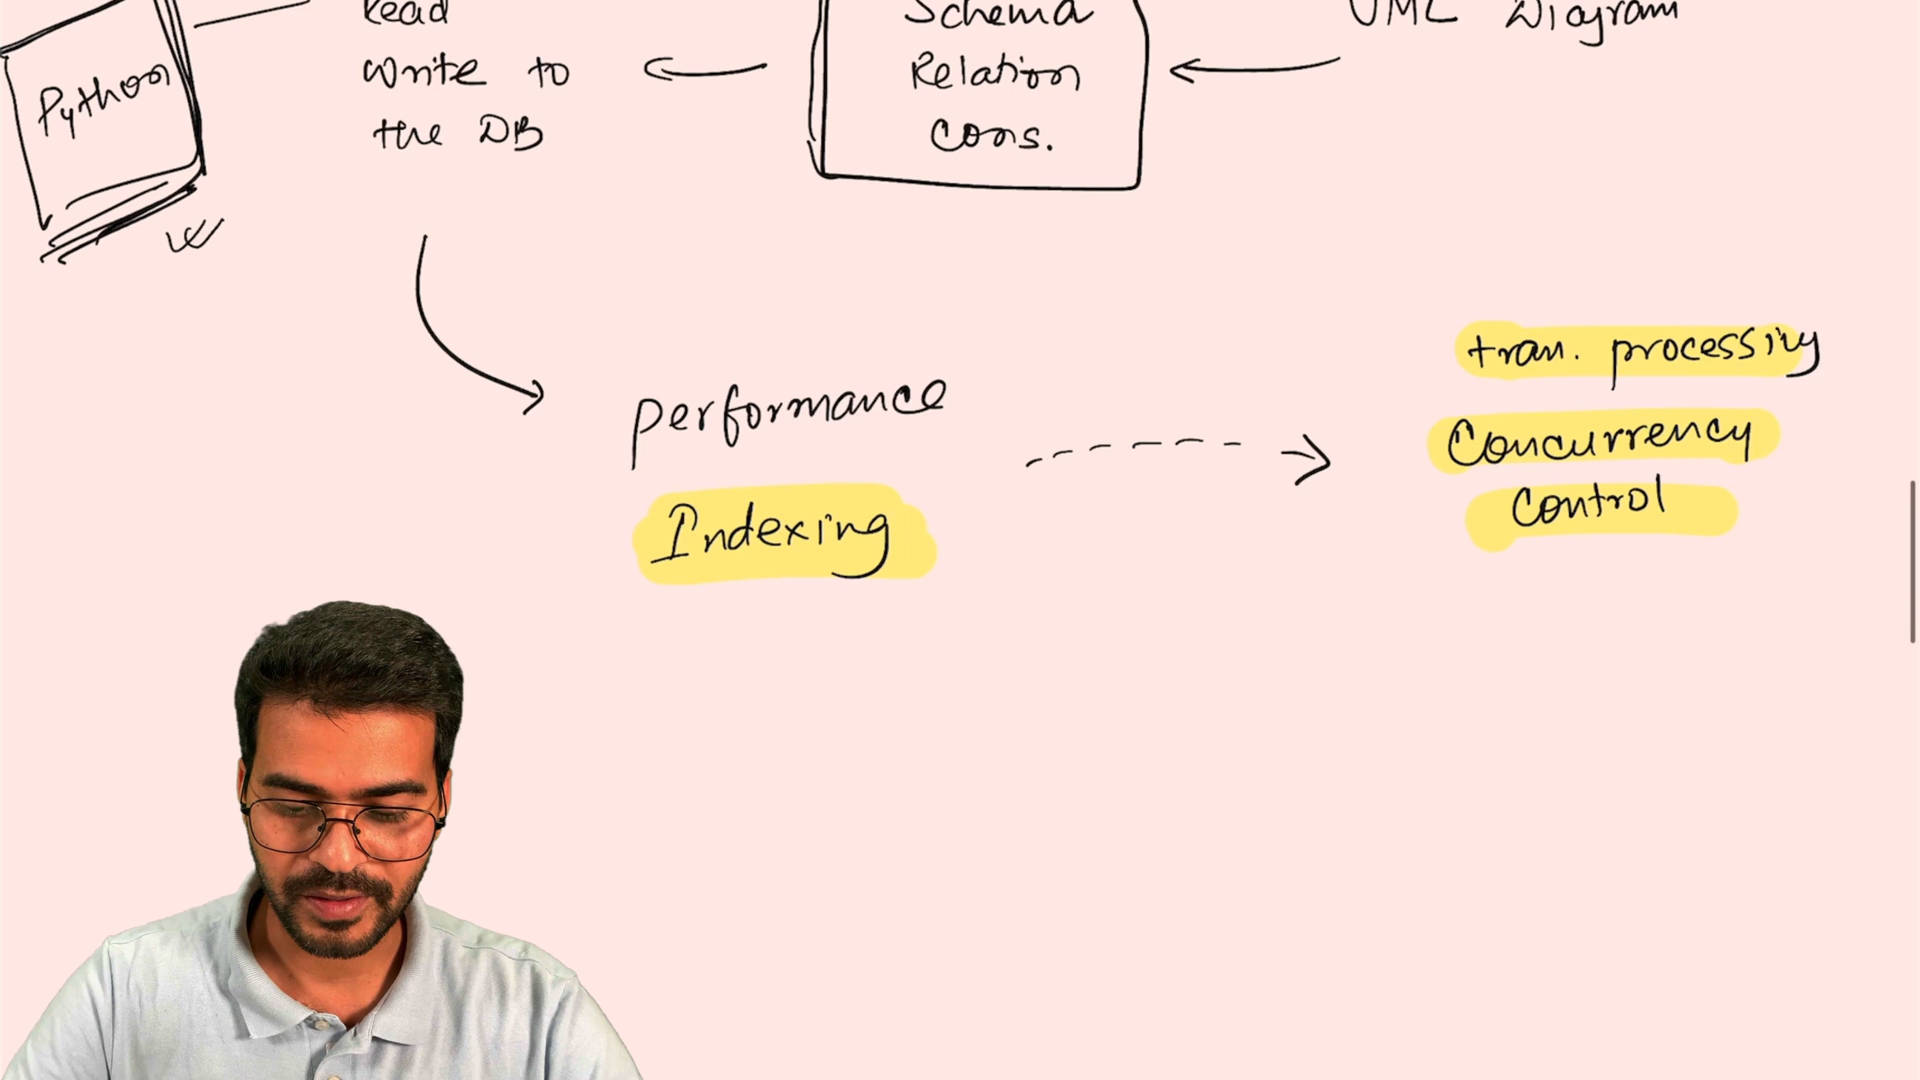 Read
Write to
the DB
Python
Schema
Relation
Cons.
UML Diagram
performance
Indexing
tran. processing
Concurrency
Control